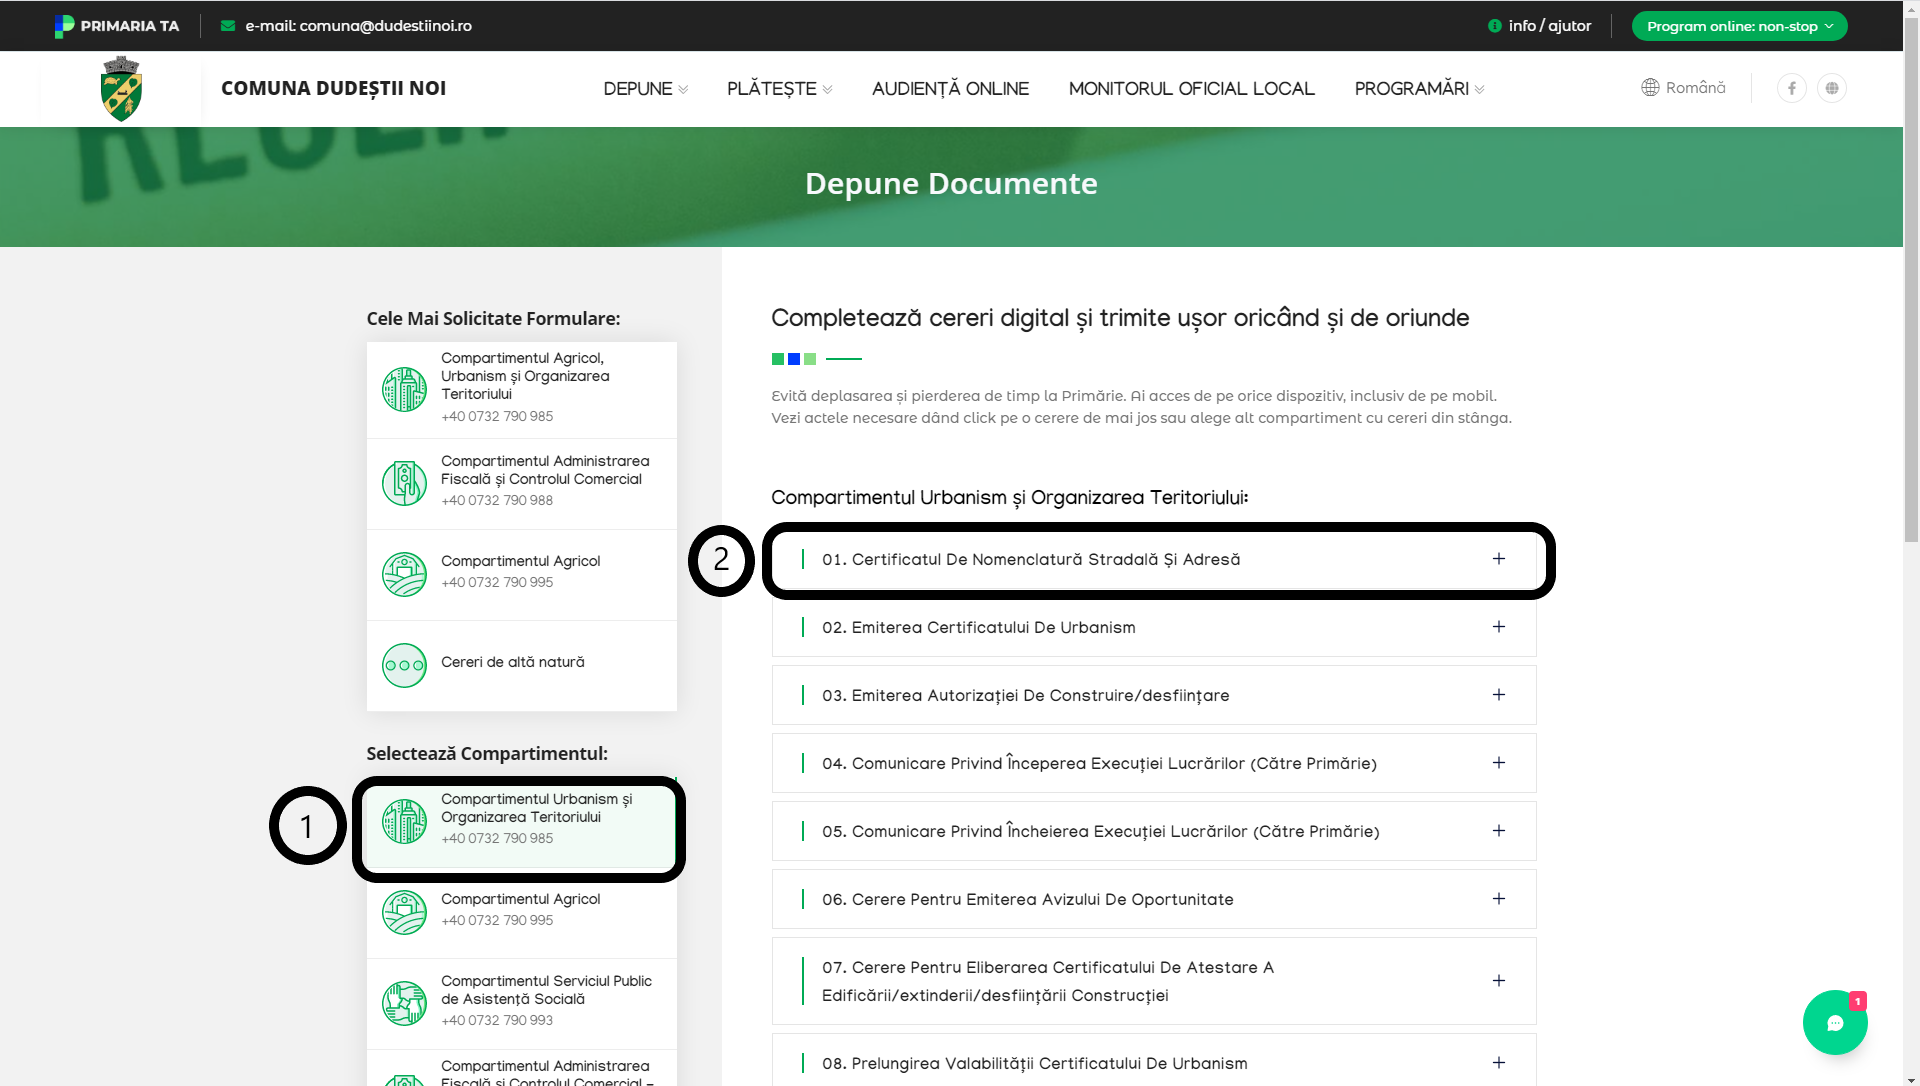 PRIMARIA TA
e-mail: comuna@dudestiinoi.ro
info / ajutor
Program online: non-stop
COMUNA DUDEȘTII NOI
DEPUNE
PLĂTEȘTE
AUDIENȚĂ ONLINE
MONITORUL OFICIAL LOCAL
PROGRAMĂRI
Română
Depune Documente
Cele Mai Solicitate Formulare:
Compartimentul Agricol,
Urbanism și Organizarea
Teritoriului
+40 0732 790 985
Compartimentul Administrarea
Fiscală și Controlul Comercial
+40 0732 790 988
Compartimentul Agricol
+40 0732 790 995
Cereri de altă natură
Selectează Compartimentul:
1
Compartimentul Urbanism și
Organizarea Teritoriului
+40 0732 790 985
Compartimentul Agricol
+40 0732 790 995
Compartimentul Serviciul Public
de Asistență Socială
+40 0732 790 993
Compartimentul Administrarea
Fiscală și Controlul Comercial –
Completează cereri digital și trimite ușor oricând și de oriunde
Evită deplasarea și pierderea de timp la Primărie. Ai acces de pe orice dispozitiv, inclusiv de pe mobil.
Vezi actele necesare dând click pe o cerere de mai jos sau alege alt compartiment cu cereri din stânga.
Compartimentul Urbanism și Organizarea Teritoriului:
2
01. Certificatul De Nomenclatură Stradală Și Adresă
02. Emiterea Certificatului De Urbanism
03. Emiterea Autorizației De Construire/desființare
04. Comunicare Privind Începerea Execuției Lucrărilor (Către Primărie)
05. Comunicare Privind Încheierea Execuției Lucrărilor (Către Primărie)
06. Cerere Pentru Emiterea Avizului De Oportunitate
07. Cerere Pentru Eliberarea Certificatului De Atestare A
Edificării/extinderii/desființării Construcției
08. Prelungirea Valabilității Certificatului De Urbanism
1